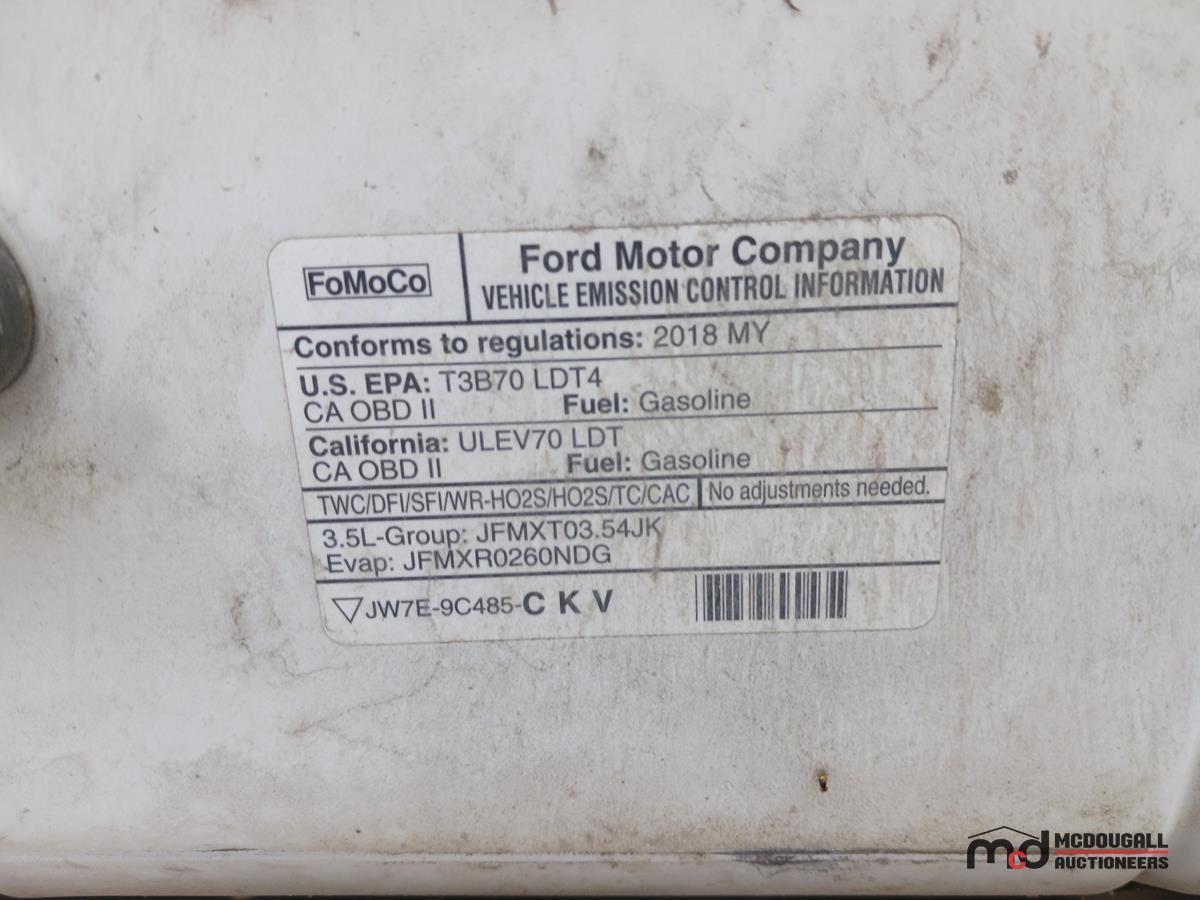 FoMoCo
Ford Motor Company
VEHICLE EMISSION CONTROL INFORMATION
Conforms to regulations: 2018 MY
U.S. EPA: T3B70 LDT4
CA OBD II Fuel: Gasoline
California: ULEV70 LDT
CA OBD II Fuel: Gasoline
TWC/DFI/SFI/WR-HO2S/HO2S/TC/CAC No adjustments needed.
3.5L-Group: JFMXT03.54JK
Evap: JFMXR0260NDG
JW7E-9C485-C K V
mcd MCDOUGALL
AUCTIONEERS